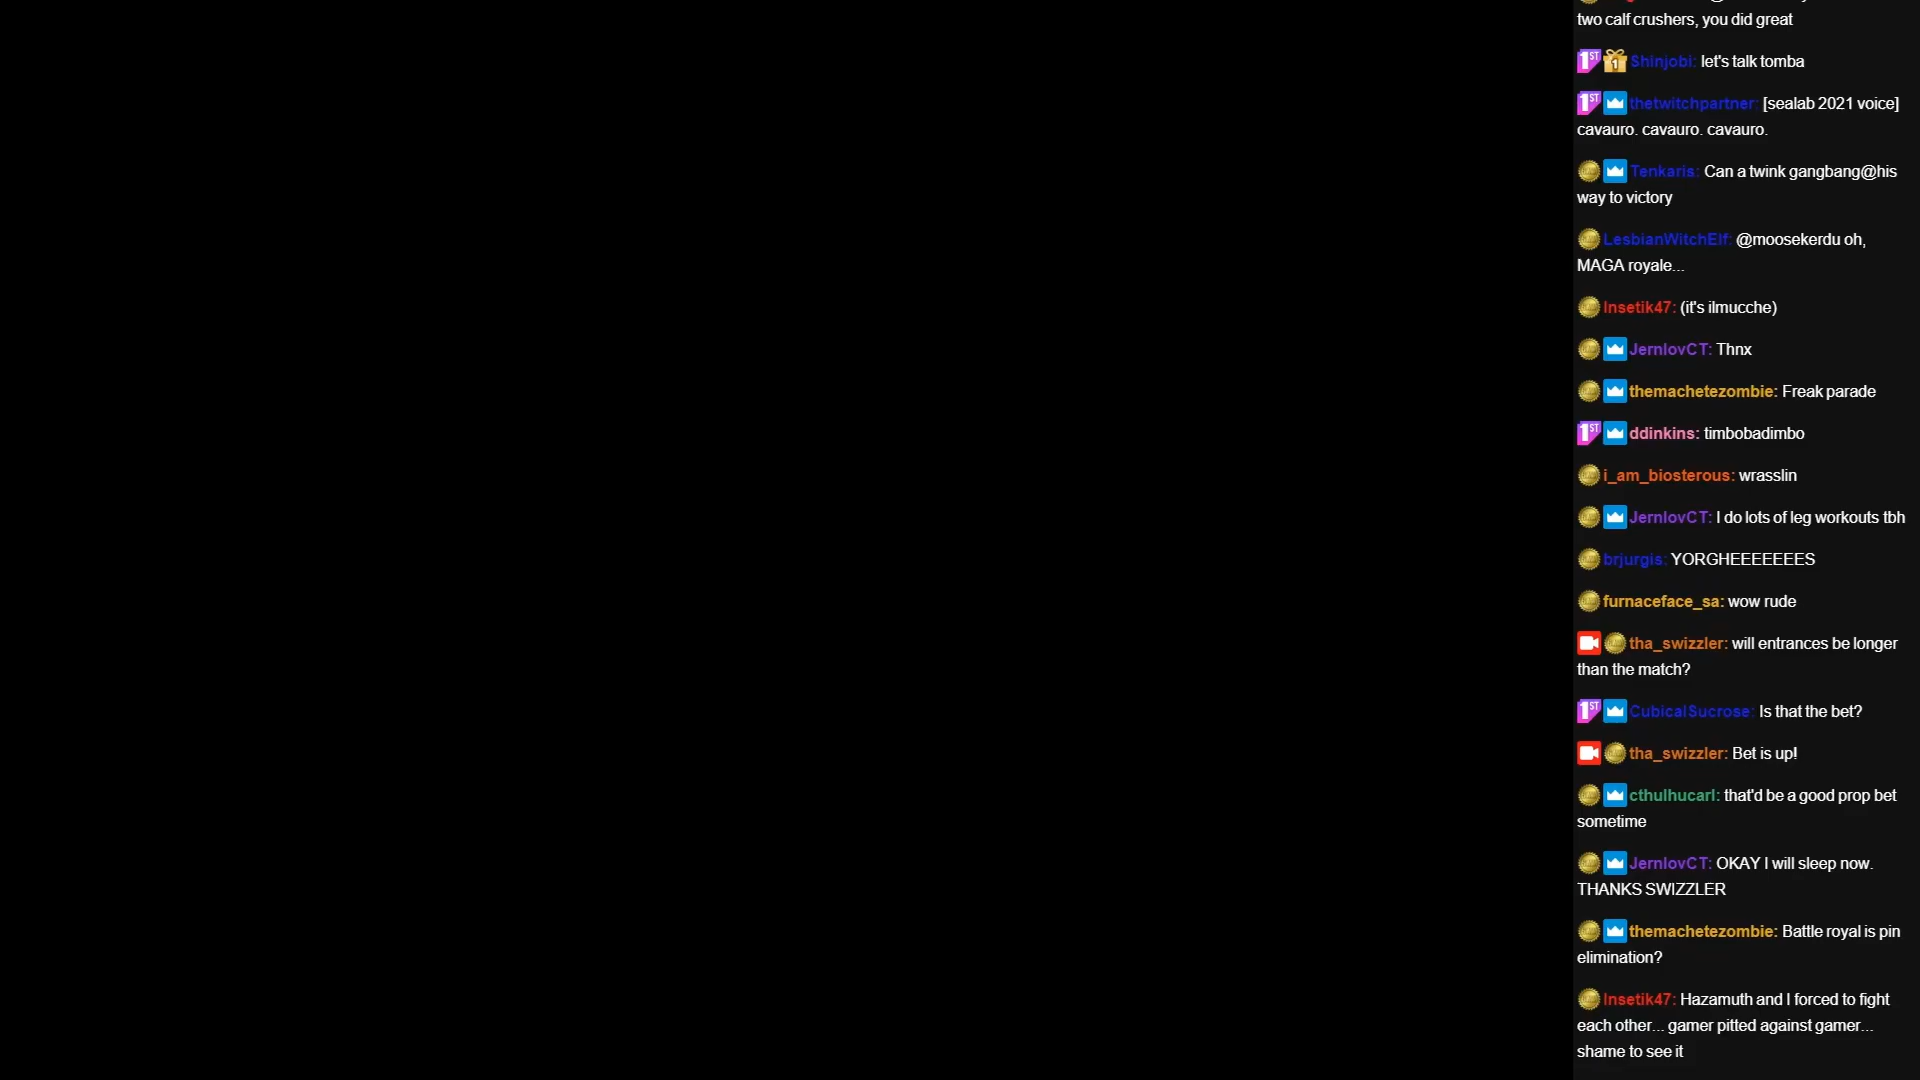 two calf crushers, you did great
Shinjobi: let's talk tomba
thetwitchpartner: [sealab 2021 voice]
cavauro. cavauro. cavauro.
Tenkaris: Can a twink gangbang@his
way to victory
LesbianWitchElf: @moosekerdu oh,
MAGA royale...
Insetik47: (it's ilmucche)
JernlovCT: Thnx
themachetezombie: Freak parade
ddinkins: timbobadimbo
i_am_biosterous: wrasslin
JernlovCT: I do lots of leg workouts tbh
brjurgis: YORGHEEEEEEES
furnaceface_sa: wow rude
tha_swizzler: will entrances be longer
than the match?
CubicalSucrose: Is that the bet?
tha_swizzler: Bet is up!
cthulhucarl: that'd be a good prop bet
sometime
JernlovCT: OKAY I will sleep now.
THANKS SWIZZLER
themachetezombie: Battle royal is pin
elimination?
Insetik47: Hazamuth and I forced to fight
each other... gamer pitted against gamer...
shame to see it